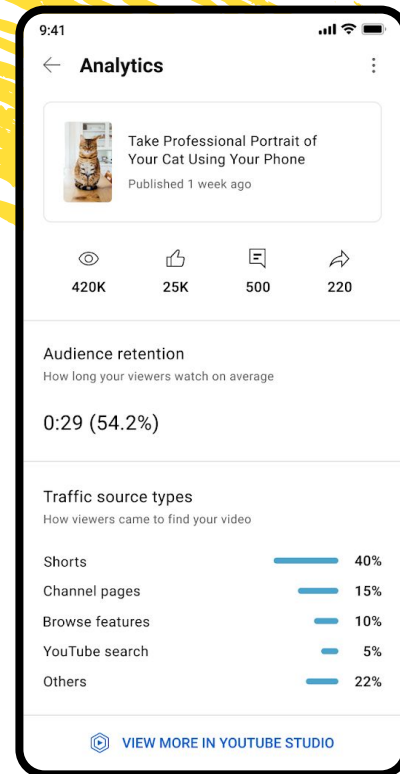 9:41
Analytics
Take Professional Portrait of
Your Cat Using Your Phone
Published 1 week ago
420K 25K 500 220
Audience retention
How long your viewers watch on average
0:29 (54.2%)
Traffic source types
How viewers came to find your video
Shorts 40%
Channel pages 15%
Browse features 10%
YouTube search 5%
Others 22%
VIEW MORE IN YOUTUBE STUDIO